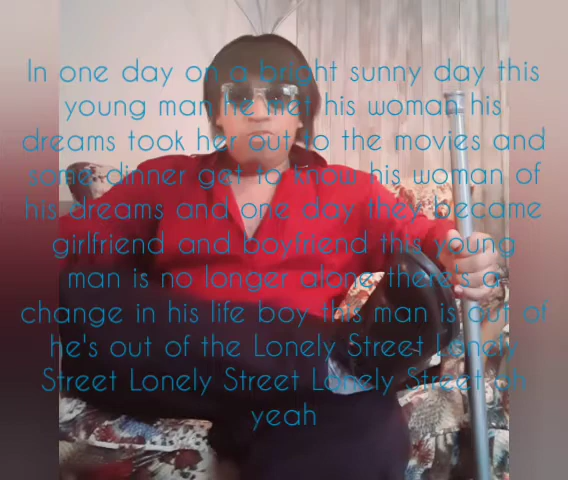 In one day on a bright sunny day this
young man he met his woman his
dreams took her out to the movies and
some dinner get to know his woman of
his dreams and one day they became
girlfriend and boyfriend this young
man is no longer alone there's a
change in his life boy this man is out of
he's out of the Lonely Street Lonely
Street Lonely Street Lonely Street oh
yeah